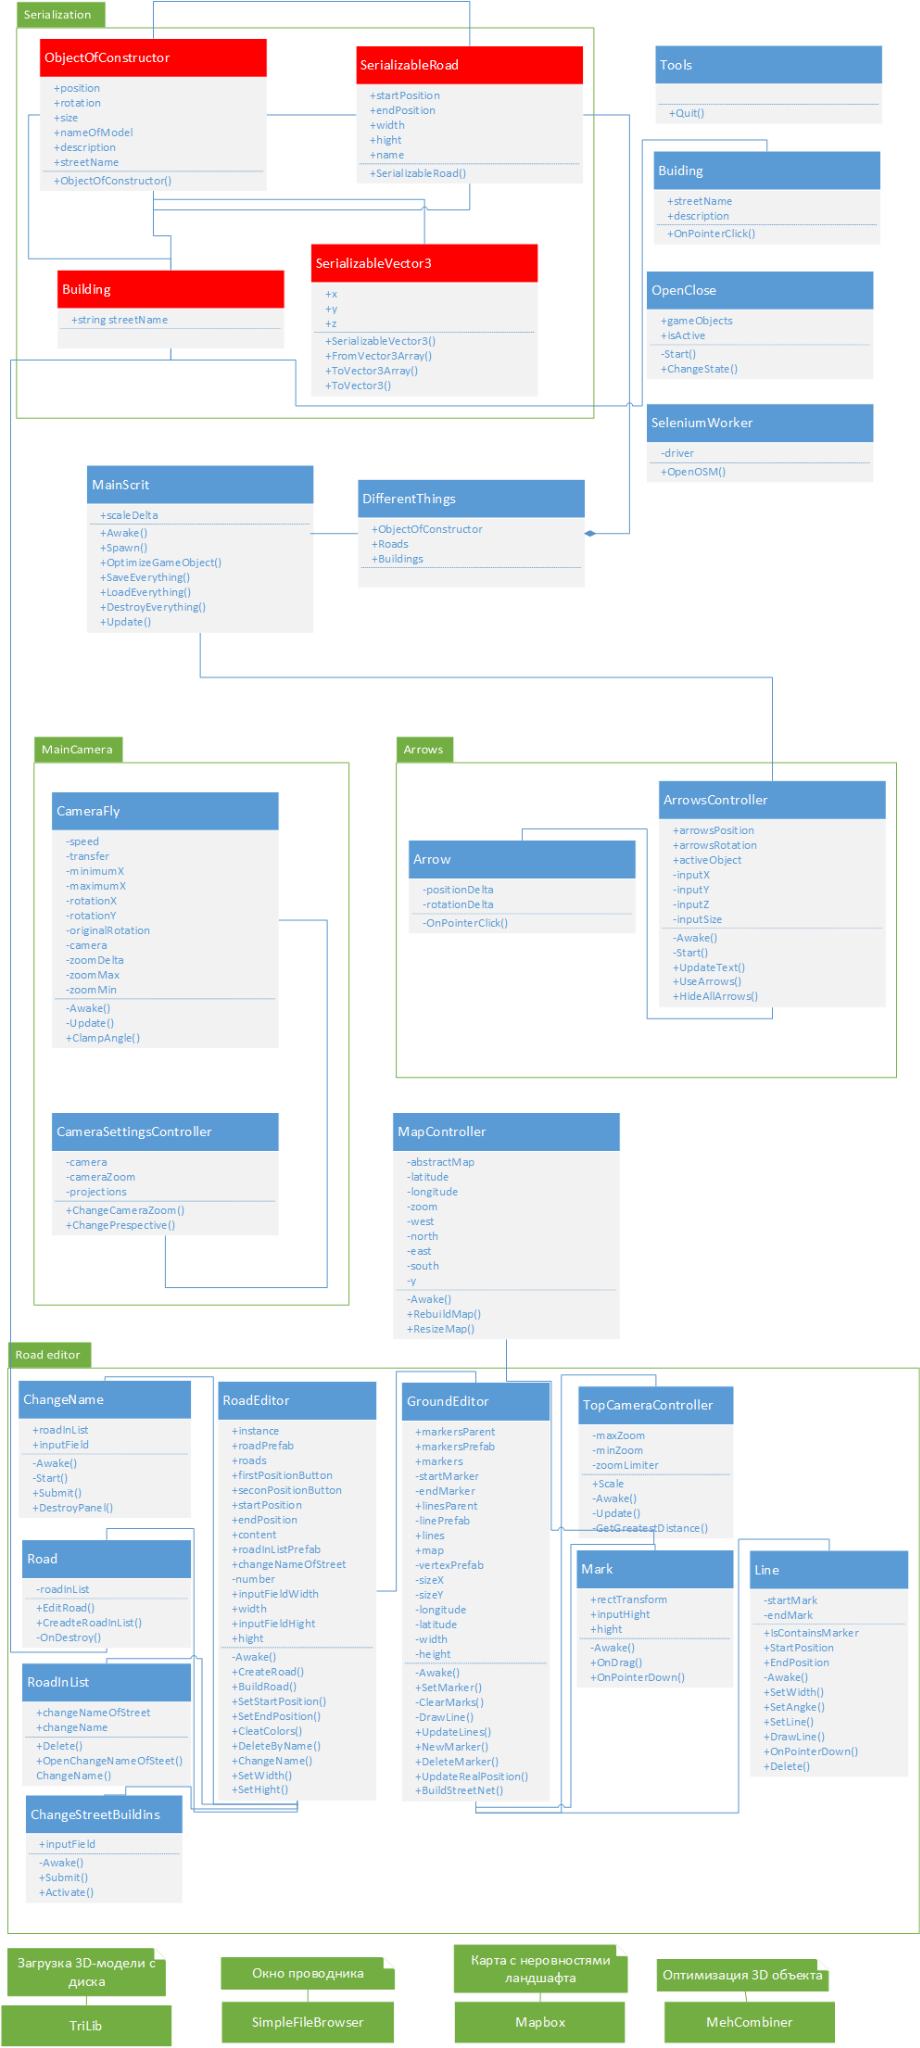 Serialization
ObjectOfConstructor
+position
+rotation
+size
+nameOfModel
+description
+streetName
+ObjectOfConstructor()
SerializableRoad
+startPosition
+endPosition
+width
+hight
+name
+SerializableRoad()
Building
+string streetName
SerializableVector3
+x
+y
+z
+SerializableVector3()
+FromVector3Array()
+ToVector3Array()
+ToVector3()
Tools
+Quit()
Buiding
+streetName
+description
+OnPointerClick()
OpenClose
+gameObjects
+isActive
-Start()
+ChangeState()
SeleniumWorker
-driver
+OpenOSM()
MainScrit
+scaleDelta
+Awake()
+Spawn()
+OptimizeGameObject()
+SaveEverything()
+LoadEverything()
+DestroyEverything()
+Update()
DifferentThings
+ObjectOfConstructor
+Roads
+Buildings
MainCamera
CameraFly
-speed
-transfer
-minimumX
-maximumX
-rotationX
-rotationY
-originalRotation
-camera
-zoomDelta
-zoomMax
-zoomMin
-Awake()
-Update()
+ClampAngle()
CameraSettingsController
-camera
-cameraZoom
-projections
+ChangeCameraZoom()
+ChangePrespective()
Arrows
Arrow
-positionDelta
-rotationDelta
-OnPointerClick()
ArrowsController
+arrowsPosition
+arrowsRotation
+activeObject
-inputX
-inputY
-inputZ
-inputSize
-Awake()
-Start()
+UpdateText()
+UseArrows()
+HideAllArrows()
MapController
-abstractMap
-latitude
-longitude
-zoom
-west
-north
-east
-south
-y
-Awake()
+RebuildMap()
+ResizeMap()
Road editor
ChangeName
+roadInList
+inputField
-Awake()
-Start()
+Submit()
+DestroyPanel()
Road
-roadInList
+EditRoad()
+CreadteRoadInList()
-OnDestroy()
RoadInList
+changeNameOfStreet
+changeName
+Delete()
+OpenChangeNameOfSteet()
ChangeName()
ChangeStreetBuildins
+inputField
-Awake()
+Submit()
+Activate()
RoadEditor
+instance
+roadPrefab
+roads
+firstPositionButton
+seconPositionButton
+startPosition
+endPosition
+content
+roadInListPrefab
+changeNameOfStreet
-number
+inputFieldWidth
+width
+inputFieldHight
+hight
-Awake()
+CreateRoad()
+BuildRoad()
+SetStartPosition()
+SetEndPosition()
+CleatColors()
+DeleteByName()
+ChangeName()
+SetWidth()
+SetHight()
GroundEditor
+markersParent
+markersPrefab
+markers
-startMarker
-endMarker
+linesParent
-linePrefab
+lines
+map
-vertexPrefab
-sizeX
-sizeY
-longitude
-latitude
-width
-height
-Awake()
+SetMarker()
-ClearMarks()
-DrawLine()
+UpdateLines()
+NewMarker()
+DeleteMarker()
+UpdateRealPosition()
+BuildStreetNet()
TopCameraController
-maxZoom
-minZoom
-zoomLimiter
+Scale
-Awake()
-Update()
-GetGreatestDistance()
Mark
+rectTransform
+inputHight
+hight
-Awake()
+OnDrag()
+OnPointerDown()
Line
-startMark
-endMark
+IsContainsMarker
+StartPosition
+EndPosition
-Awake()
+SetWidth()
+SetAngke()
+SetLine()
+DrawLine()
+OnPointerDown()
+Delete()
Загрузка 3D-модели с
диска
TriLib
Окно проводника
SimpleFileBrowser
Карта с неровностями
ландшафта
Mapbox
Оптимизация 3D объекта
MehCombiner